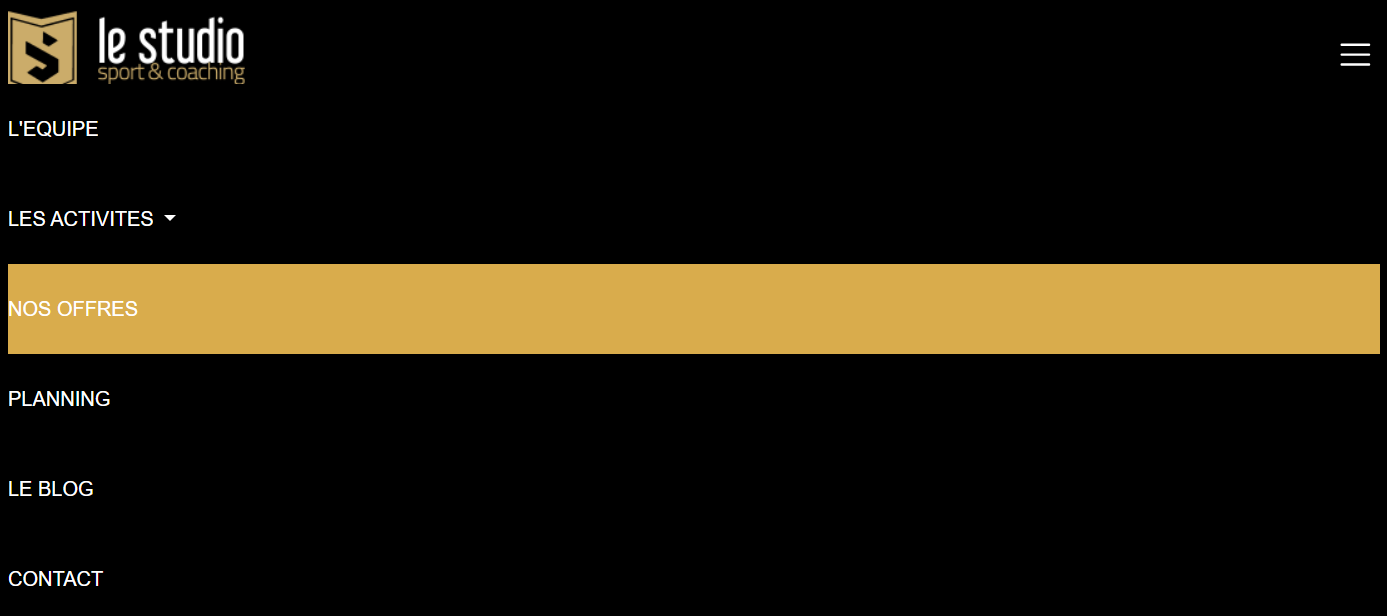 le studio
sport & coaching
L'EQUIPE
LES ACTIVITES
NOS OFFRES
PLANNING
LE BLOG
CONTACT